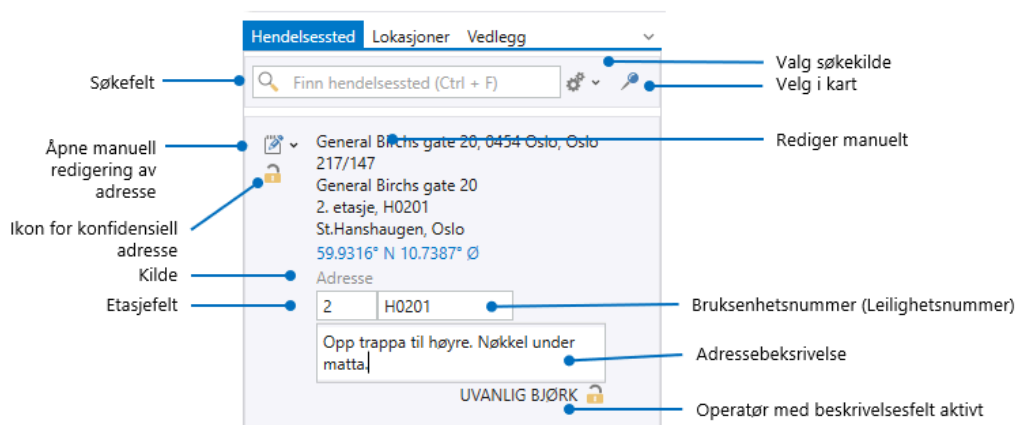 Hendelsessted Lokasjoner Vedlegg
Valg søkekilde
Søkefelt
Finn hendelsessted (Ctrl + F)
Velg i kart
Åpne manuell
redigering av
adresse
General Birchs gate 20, 0454 Oslo, Oslo
Rediger manuelt
217/147
General Birchs gate 20
2. etasje, H0201
Ikon for konfidensiell
adresse
St.Hanshaugen, Oslo
59.9316° N 10.7387° Ø
Kilde
Adresse
Etasjefelt
2
H0201
Bruksenhetsnummer (Leilighetsnummer)
Opp trappa til høyre. Nøkkel under
matta.
Adressebeksrivelse
UVANLIG BJØRK
Operatør med beskrivelsesfelt aktivt